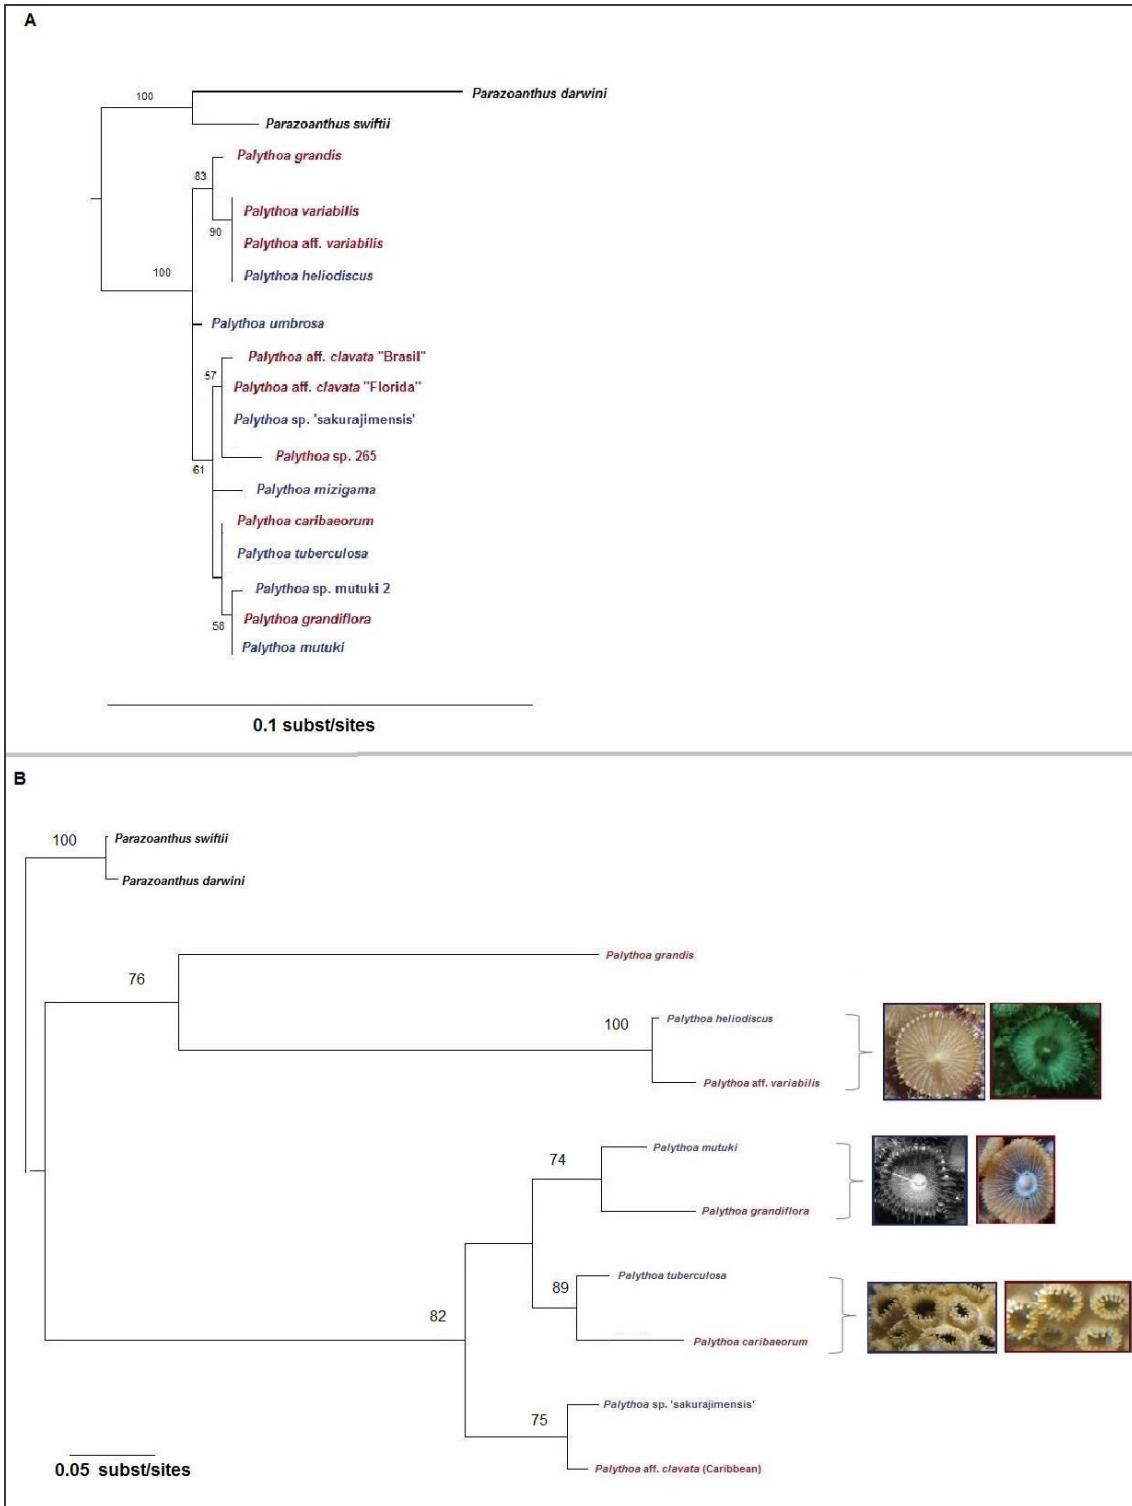 A
100
Parazoanthus darwini
Parazoanthus swiftii
Palythoa grandis
83
Palythoa variabilis
90
Palythoa aff. variabilis
100
Palythoa heliodiscus
Palythoa umbrosa
Palythoa aff. clavata "Brasil"
57
Palythoa aff. clavata "Florida"
Palythoa sp. 'sakurajimensis'
Palythoa sp. 265
61
Palythoa mizigama
Palythoa caribaeorum
Palythoa tuberculosa
Palythoa sp. mutuki 2
Palythoa grandiflora
58
Palythoa mutuki
0.1 subst/sites
B
100
Parazoanthus swiftii
Parazoanthus darwini
Palythoa grandis
76
100
Palythoa heliodiscus
Palythoa aff. variabilis
Palythoa mutuki
74
Palythoa grandiflora
Palythoa tuberculosa
89
82
Palythoa caribaeorum
Palythoa sp. 'sakurajimensis'
75
Palythoa aff. clavata (Caribbean)
0.05 subst/sites